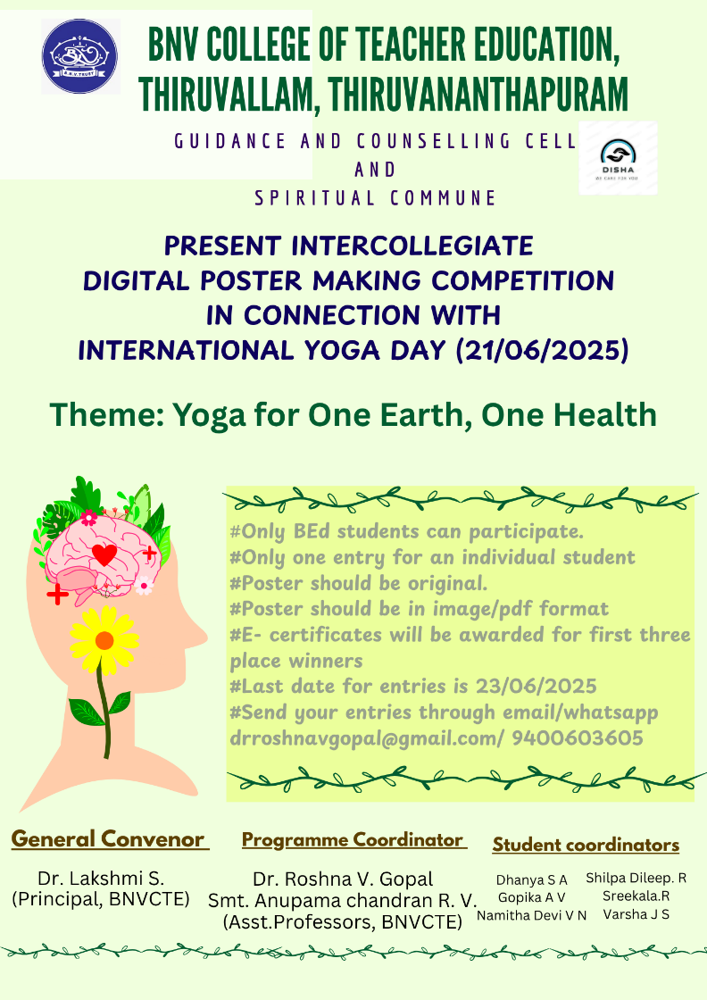 BNV COLLEGE OF TEACHER EDUCATION,
THIRUVALLAM, THIRUVANANTHAPURAM
B.N.V.TRUST
GUIDANCE AND COUNSELLING CELL
AND
SPIRITUAL COMMUNE
DISHA
WE CARE FOR YOU
PRESENT INTERCOLLEGIATE
DIGITAL POSTER MAKING COMPETITION
IN CONNECTION WITH
INTERNATIONAL YOGA DAY (21/06/2025)
Theme: Yoga for One Earth, One Health
#Only BEd students can participate.
#Only one entry for an individual student
#Poster should be original.
#Poster should be in image/pdf format
#E- certificates will be awarded for first three
place winners
#Last date for entries is 23/06/2025
#Send your entries through email/whatsapp
drroshnavgopal@gmail.com/ 9400603605
General Convenor
Dr. Lakshmi S.
(Principal, BNVCTE)
Programme Coordinator
Dr. Roshna V. Gopal
Smt. Anupama chandran R. V.
(Asst.Professors, BNVCTE)
Student coordinators
Dhanya S A
Gopika A V
Namitha Devi V N
Shilpa Dileep. R
Sreekala.R
Varsha J S